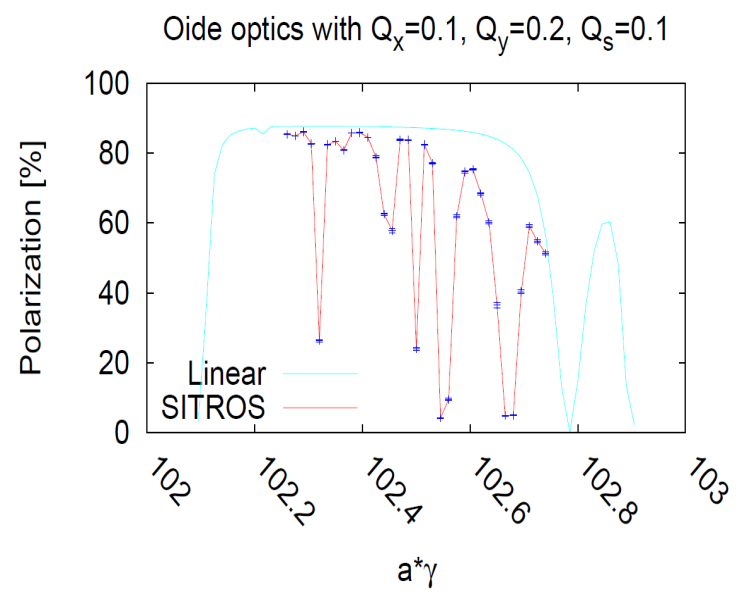 Oide optics with Qx=0.1, Qy=0.2, Qs=0.1
Polarization [%]
100
80
60
40
20
0
Linear
SITROS
102
102.2
102.4
102.6
102.8
103
a*γ